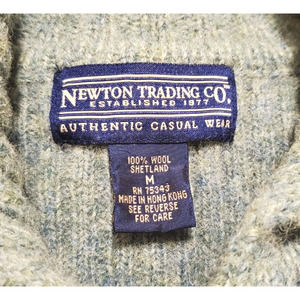 NEWTON TRADING CO.
ESTABLISHED 1977
AUTHENTIC CASUAL WEAR
100% WOOL
SHETLAND
M
RN 75343
MADE IN HONG KONG
SEE REVERSE
FOR CARE